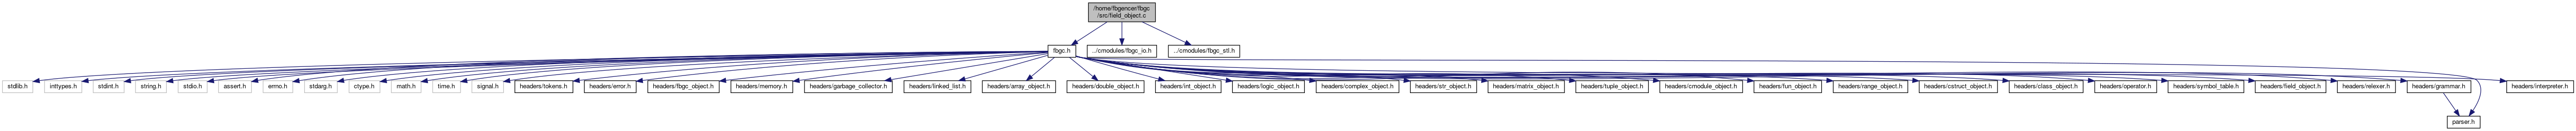 /home/fbgencer/fbgc
/src/field_object.c
fbgc.h
../cmodules/fbgc_io.h
../cmodules/fbgc_stl.h
stdlib.h
inttypes.h
stdint.h
string.h
stdio.h
assert.h
errno.h
stdarg.h
ctype.h
math.h
time.h
signal.h
headers/tokens.h
headers/error.h
headers/fbgc_object.h
headers/memory.h
headers/garbage_collector.h
headers/linked_list.h
headers/array_object.h
headers/double_object.h
headers/int_object.h
headers/logic_object.h
headers/complex_object.h
headers/str_object.h
headers/matrix_object.h
headers/tuple_object.h
headers/cmodule_object.h
headers/fun_object.h
headers/range_object.h
headers/cstruct_object.h
headers/class_object.h
headers/operator.h
headers/symbol_table.h
headers/field_object.h
headers/relexer.h
headers/grammar.h
headers/interpreter.h
parser.h